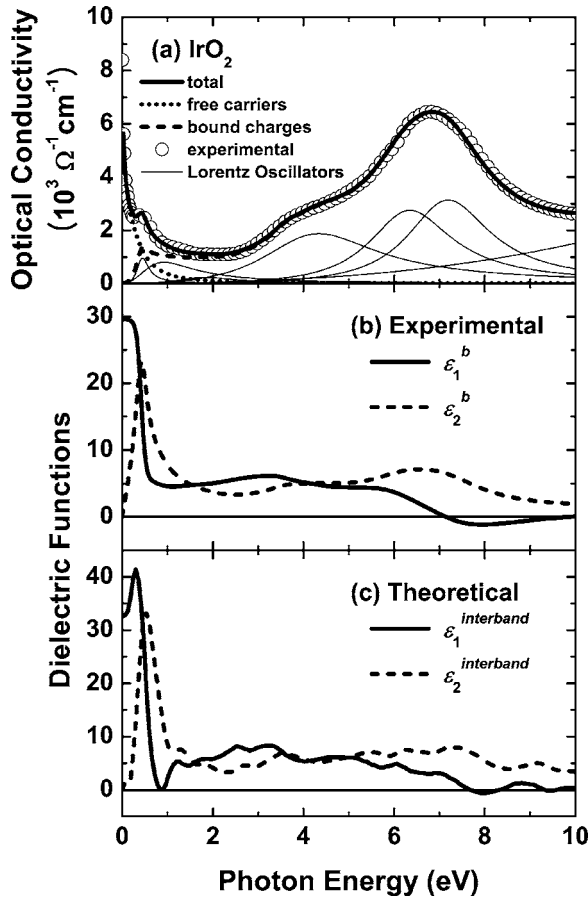 (a) IrO2
total
free carriers
bound charges
experimental
Lorentz Oscillators
Optical Conductivity
(10³ Ω⁻¹cm⁻¹)
10
8
6
4
2
0
(b) Experimental
ε₁ᵇ
ε₂ᵇ
30
20
10
0
(c) Theoretical
ε₁ⁱⁿᵗᵉʳᵇᵃⁿᵈ
ε₂ⁱⁿᵗᵉʳᵇᵃⁿᵈ
40
30
20
10
0
Dielectric Functions
0 2 4 6 8 10
Photon Energy (eV)